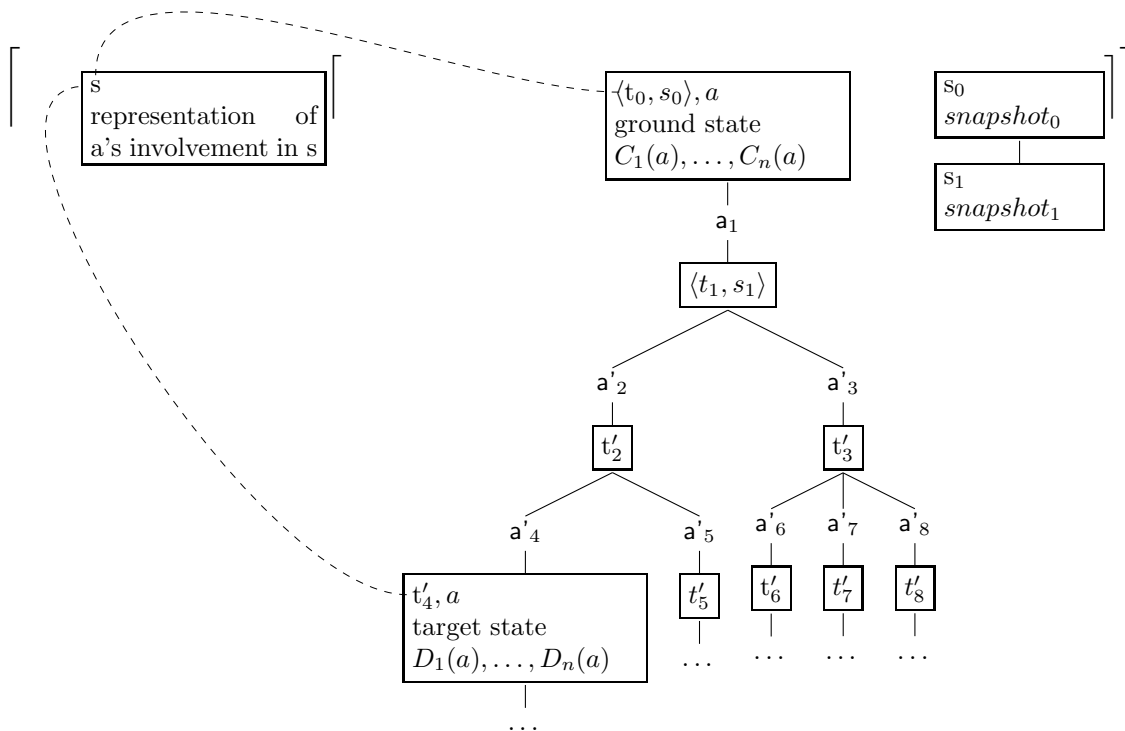 s
representation of
a's involvement in s
⟨t₀, s₀⟩, a
ground state
C₁(a), . . . , Cₙ(a)
s₀
snapshot₀
s₁
snapshot₁
a₁
⟨t₁, s₁⟩
a'₂ a'₃
t′₂ t′₃
a'₄ a'₅ a'₆ a'₇ a'₈
t′₄, a
target state
D₁(a), . . . , Dₙ(a)
t′₅ t′₆ t′₇ t′₈
. . . . . . . . . . . .
. . .